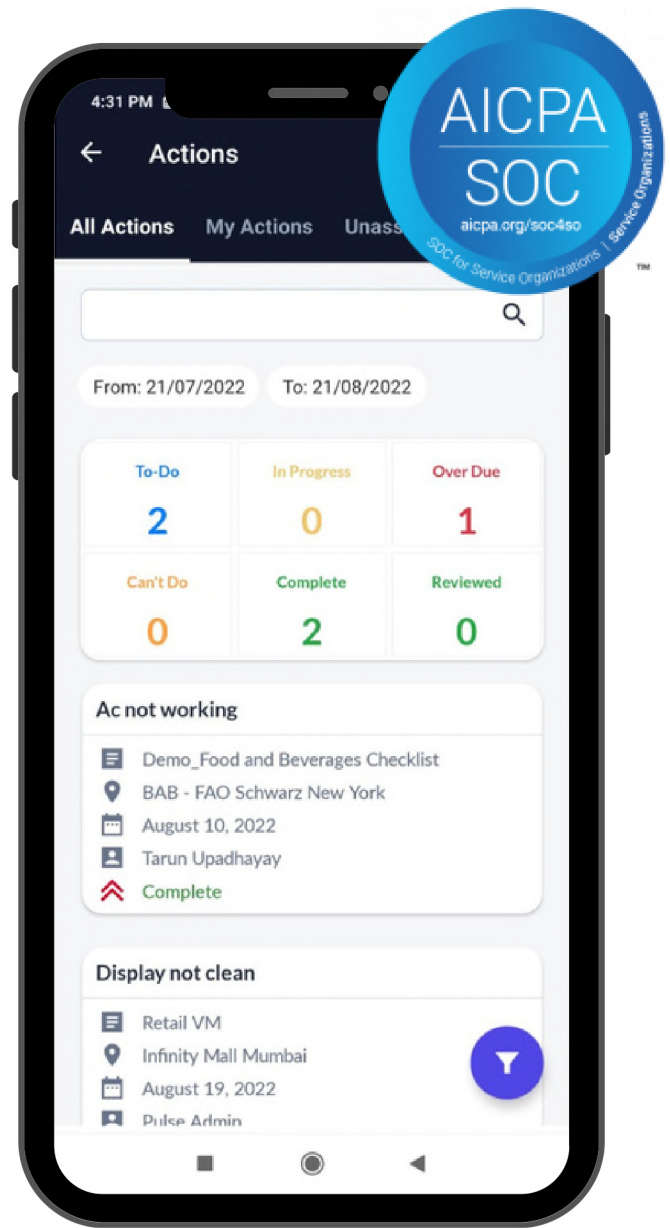 4:31 PM
AICPA
SOC
aicpa.org/soc4so
SOC for Service Organizations | Service Organizations
TM
Actions
All Actions My Actions Unass
From: 21/07/2022 To: 21/08/2022
To-Do In Progress Over Due
2 0 1
Can't Do Complete Reviewed
0 2 0
Ac not working
Demo_Food and Beverages Checklist
BAB - FAO Schwarz New York
August 10, 2022
Tarun Upadhayay
Complete
Display not clean
Retail VM
Infinity Mall Mumbai
August 19, 2022
Pulse Admin